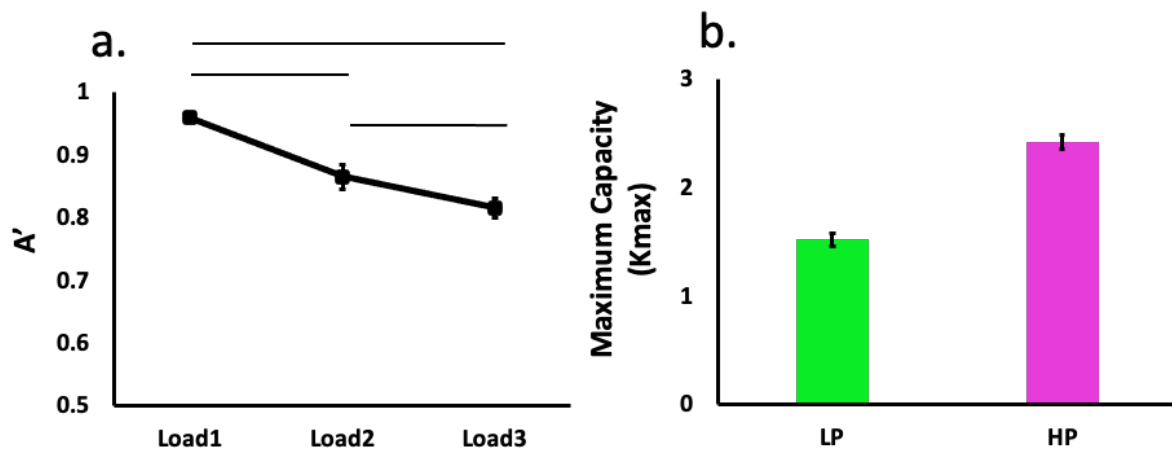 a.
1
0.9
0.8
0.7
0.6
0.5
A'
Load1 Load2 Load3
b.
3
2
1
0
Maximum Capacity
(Kmax)
LP HP